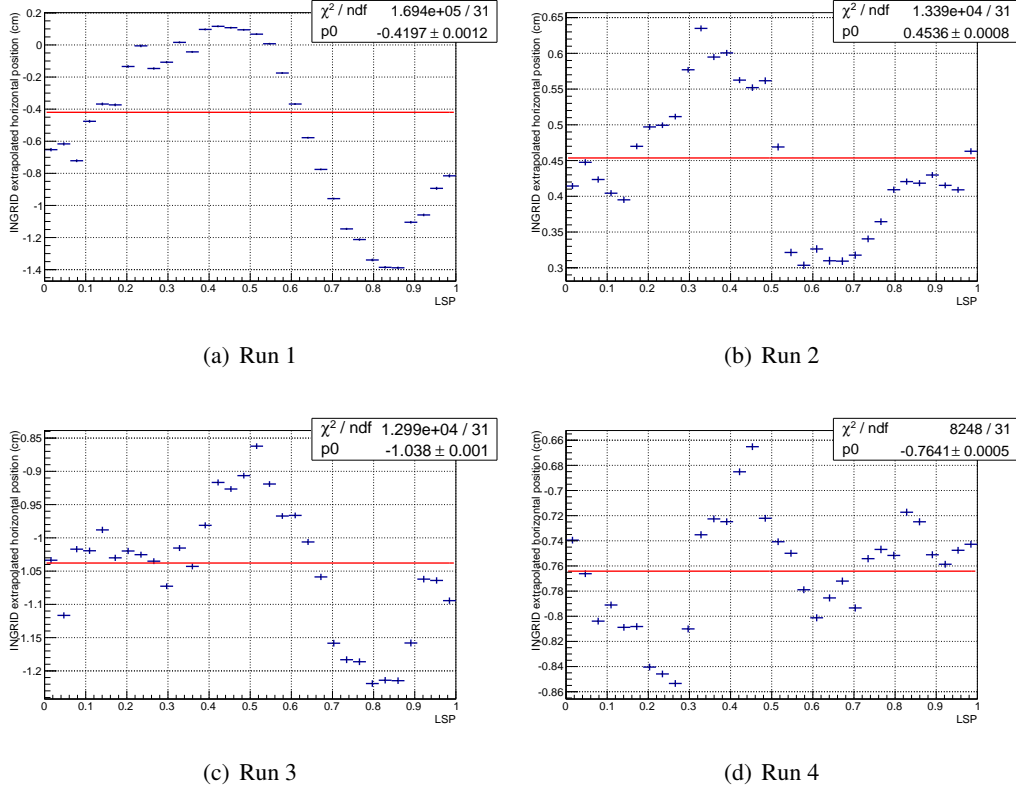 χ² / ndf 1.694e+05 / 31
p0 -0.4197 ± 0.0012
INGRID extrapolated horizontal position (cm)
0.2
0
-0.2
-0.4
-0.6
-0.8
-1
-1.2
-1.4
0 0.1 0.2 0.3 0.4 0.5 0.6 0.7 0.8 0.9 1
LSP
(a) Run 1
χ² / ndf 1.339e+04 / 31
p0 0.4536 ± 0.0008
INGRID extrapolated horizontal position (cm)
0.65
0.6
0.55
0.5
0.45
0.4
0.35
0.3
0 0.1 0.2 0.3 0.4 0.5 0.6 0.7 0.8 0.9 1
LSP
(b) Run 2
χ² / ndf 1.299e+04 / 31
p0 -1.038 ± 0.001
INGRID extrapolated horizontal position (cm)
-0.85
-0.9
-0.95
-1
-1.05
-1.1
-1.15
-1.2
0 0.1 0.2 0.3 0.4 0.5 0.6 0.7 0.8 0.9 1
LSP
(c) Run 3
χ² / ndf 8248 / 31
p0 -0.7641 ± 0.0005
INGRID extrapolated horizontal position (cm)
-0.66
-0.68
-0.7
-0.72
-0.74
-0.76
-0.78
-0.8
-0.82
-0.84
-0.86
0 0.1 0.2 0.3 0.4 0.5 0.6 0.7 0.8 0.9 1
LSP
(d) Run 4